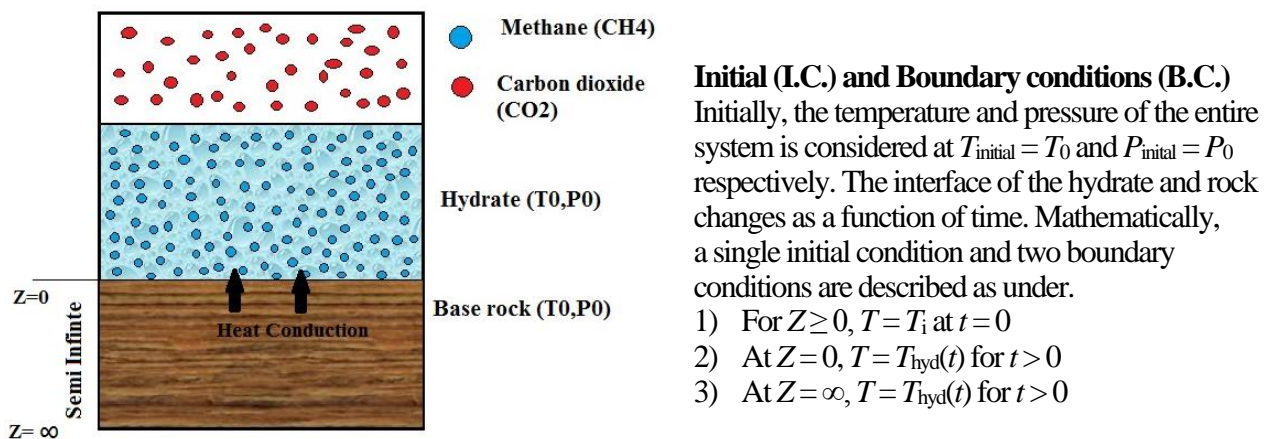 Methane (CH4)
Carbon dioxide
(CO2)
Hydrate (T0,P0)
Z=0
Base rock (T0,P0)
Heat Conduction
Semi Infinte
Z= ∞
Initial (I.C.) and Boundary conditions (B.C.)
Initially, the temperature and pressure of the entire
system is considered at Tinitial = T0 and Pinital = P0
respectively. The interface of the hydrate and rock
changes as a function of time. Mathematically,
a single initial condition and two boundary
conditions are described as under.
1) For Z ≥ 0, T = Ti at t = 0
2) At Z = 0, T = Thyd(t) for t > 0
3) At Z = ∞, T = Thyd(t) for t > 0